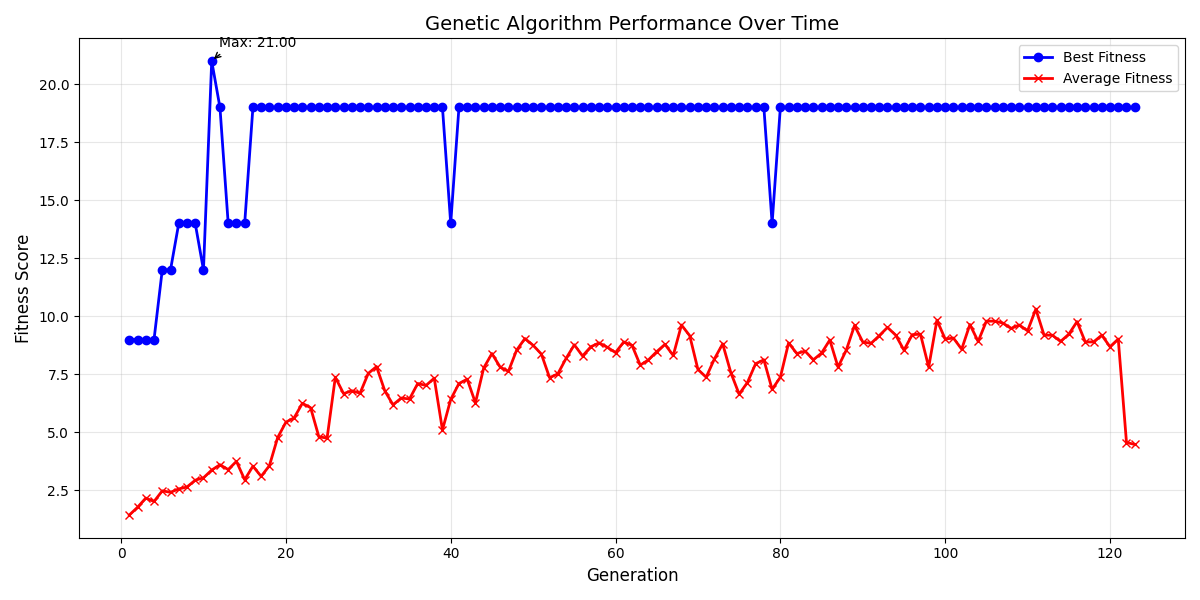 Genetic Algorithm Performance Over Time
Max: 21.00
Best Fitness
Average Fitness
Fitness Score
20.0
17.5
15.0
12.5
10.0
7.5
5.0
2.5
0 20 40 60 80 100 120
Generation